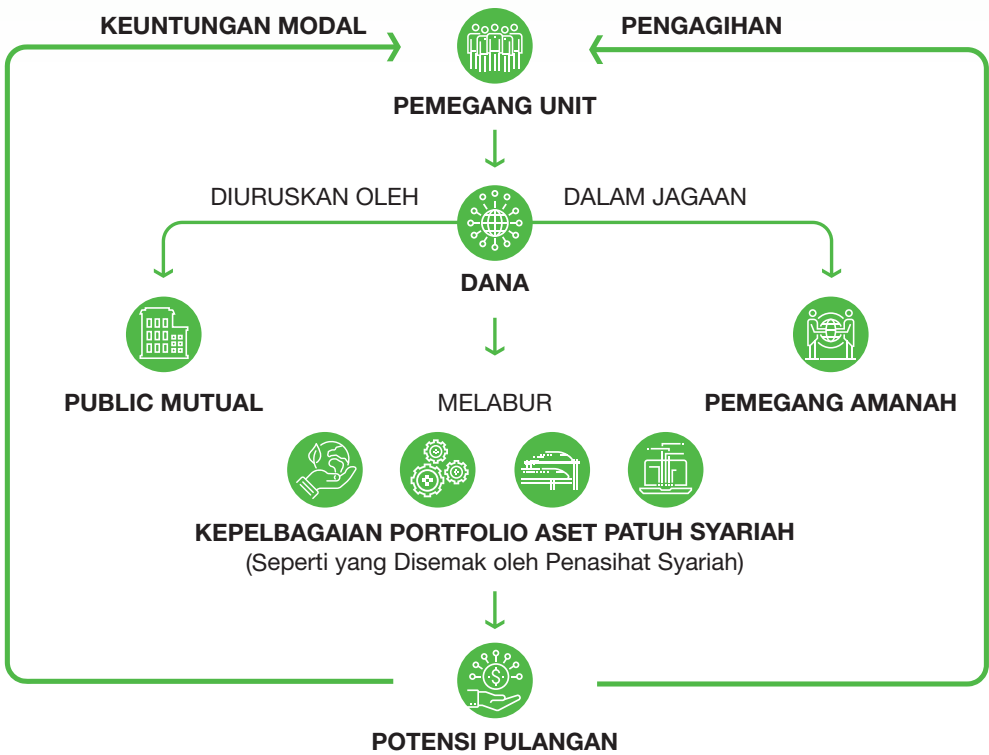 KEUNTUNGAN MODAL
PENGAGIHAN
PEMEGANG UNIT
DIURUSKAN OLEH
DALAM JAGAAN
DANA
PUBLIC MUTUAL
MELABUR
PEMEGANG AMANAH
KEPELBAGAIAN PORTFOLIO ASET PATUH SYARIAH
(Seperti yang Disemak oleh Penasihat Syariah)
$
POTENSI PULANGAN